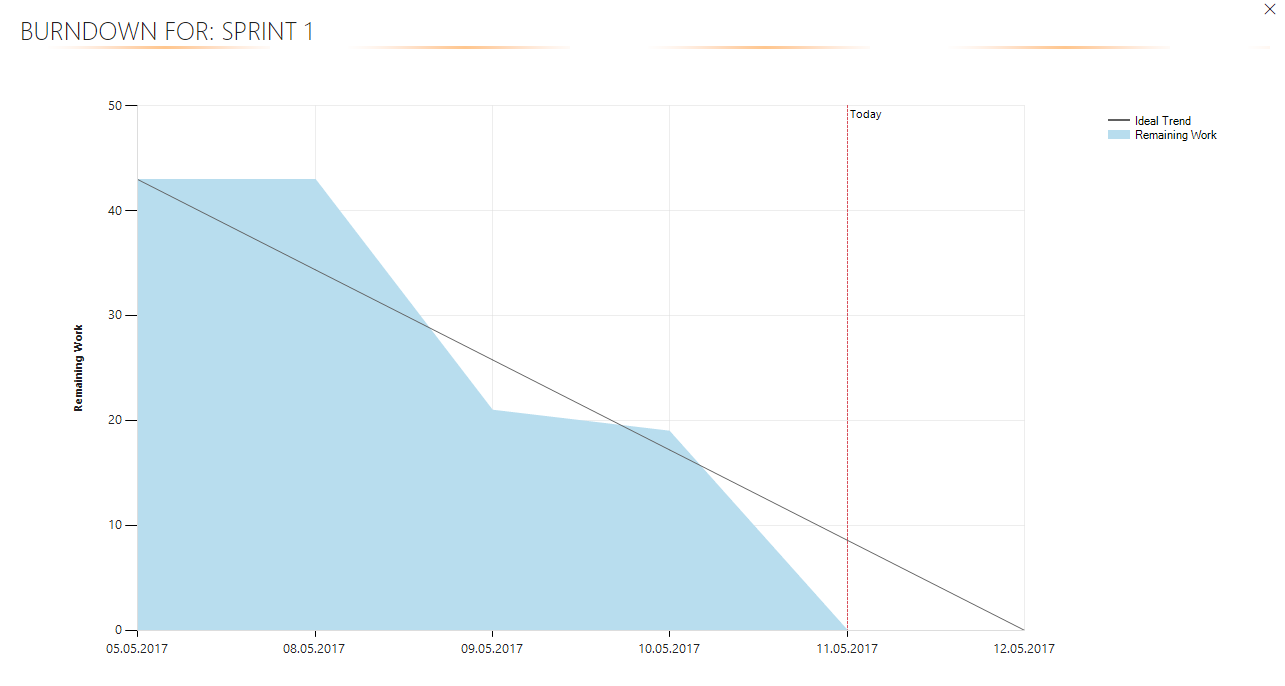 BURNDOWN FOR: SPRINT 1
50
Today
Ideal Trend
Remaining Work
40
30
Remaining Work
20
10
0
05.05.2017 08.05.2017 09.05.2017 10.05.2017 11.05.2017 12.05.2017